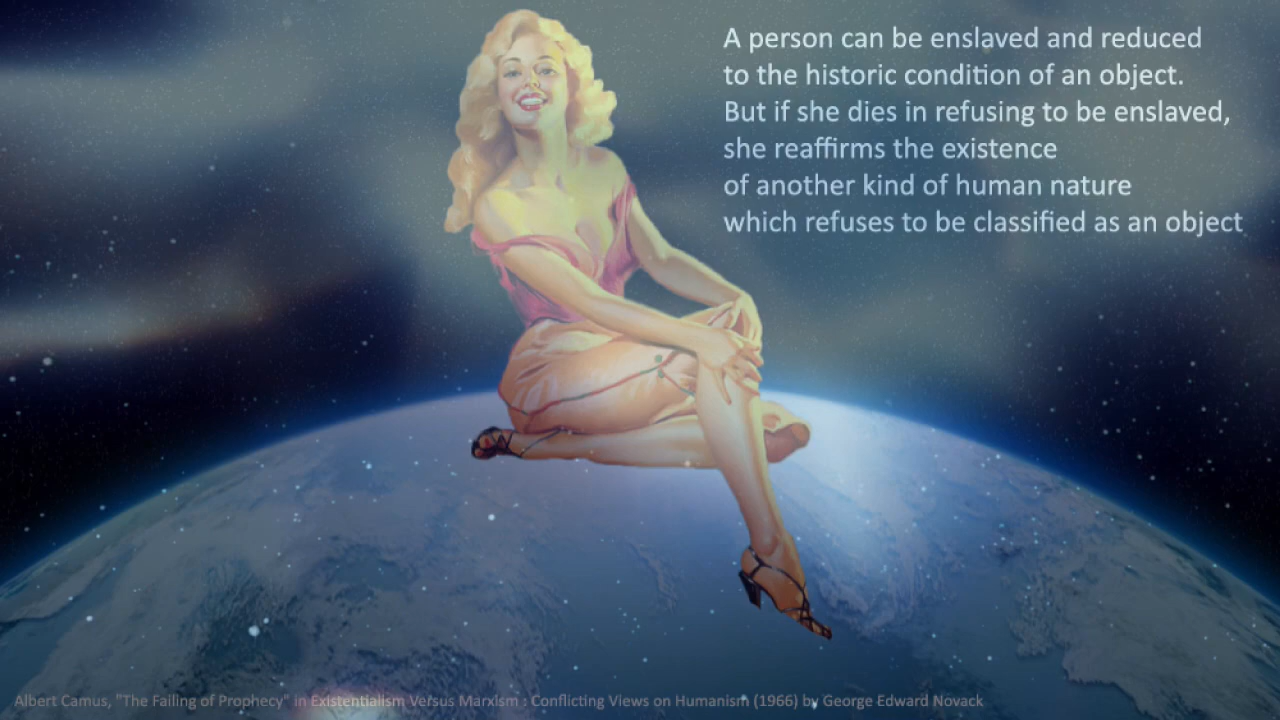 A person can be enslaved and reduced
to the historic condition of an object.
But if she dies in refusing to be enslaved,
she reaffirms the existence
of another kind of human nature
which refuses to be classified as an object
Albert Camus, "The Failing of Prophecy" in Existentialism Versus Marxism : Conflicting Views on Humanism (1966) by George Edward Novack